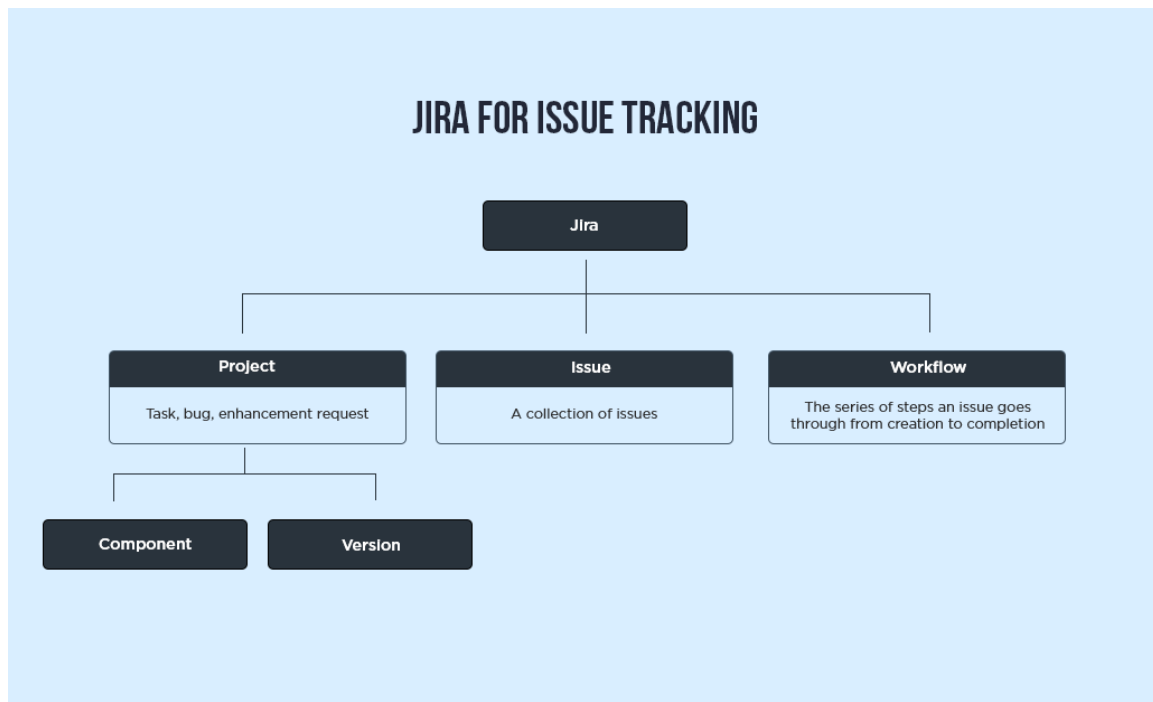 JIRA FOR ISSUE TRACKING
Jira
Project
Task, bug, enhancement request
Issue
A collection of issues
Workflow
The series of steps an issue goes
through from creation to completion
Component
Version